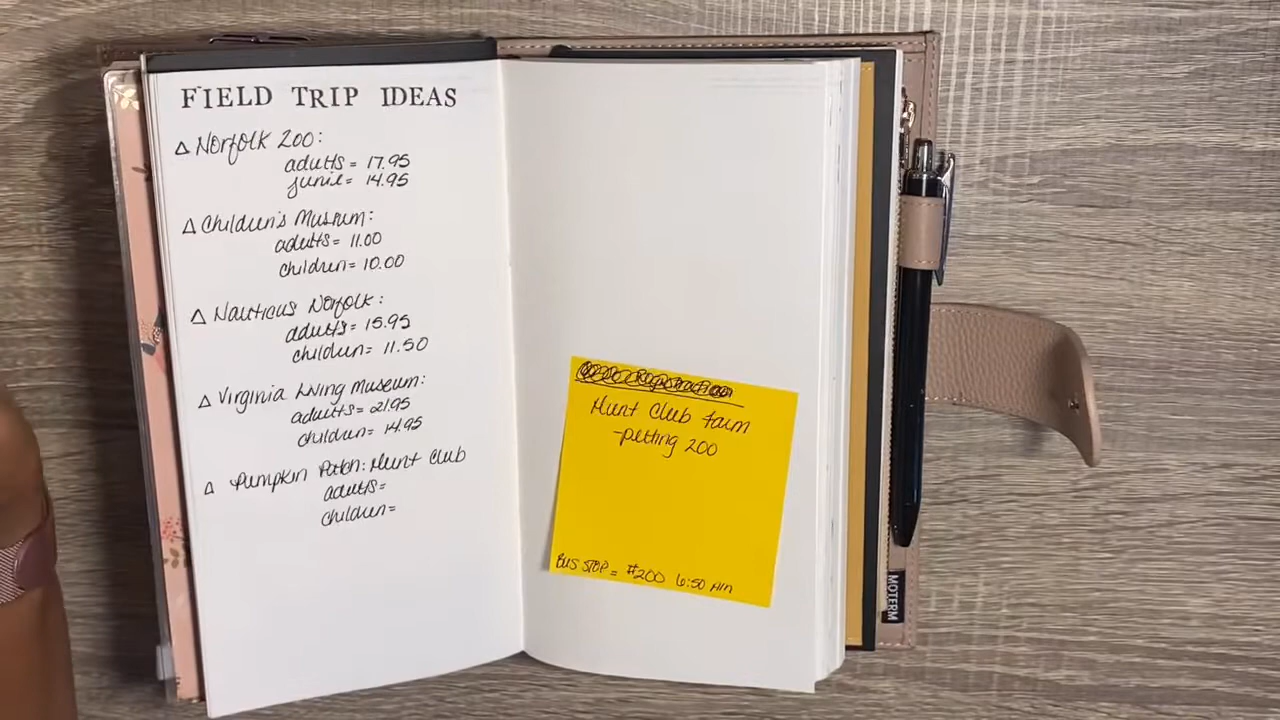 FIELD TRIP IDEAS
△ Norfolk ZOO:
adults = 17.95
junil= 14.95
△ Children's Museum:
adults = 11.00
children= 10.00
△ Nauticus Norfolk:
adults= 15.95
children= 11.50
△ Virginia Living Museum:
adults= 21.95
children= 14.95
△ Pumpkin Patch: Hunt Club
adults=
children=
Registration
Hunt Club Farm
-petting ZOO
BUS STOP = #200 6:50 AM
MOTERM